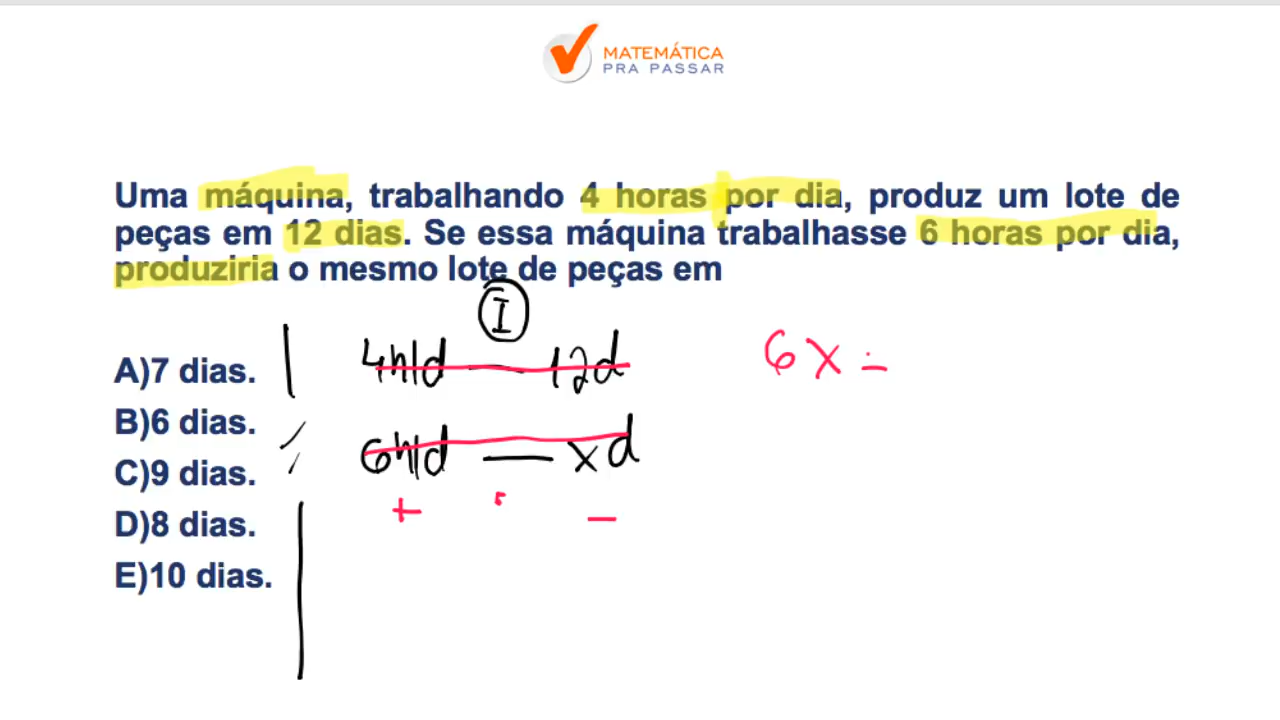 MATEMÁTICA
PRA PASSAR
Uma máquina, trabalhando 4 horas por dia, produz um lote de
peças em 12 dias. Se essa máquina trabalhasse 6 horas por dia,
produziria o mesmo lote de peças em
I
A)7 dias.
B)6 dias.
C)9 dias.
D)8 dias.
E)10 dias.
4h/d — 12d
6h/d — xd
+ -
6x =